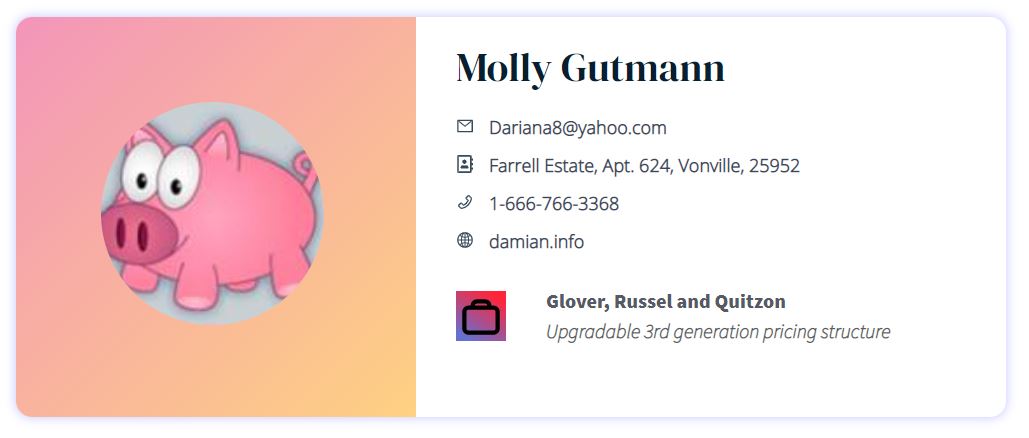 Molly Gutmann
Dariana8@yahoo.com
Farrell Estate, Apt. 624, Vonville, 25952
1-666-766-3368
damian.info
Glover, Russel and Quitzon
Upgradable 3rd generation pricing structure